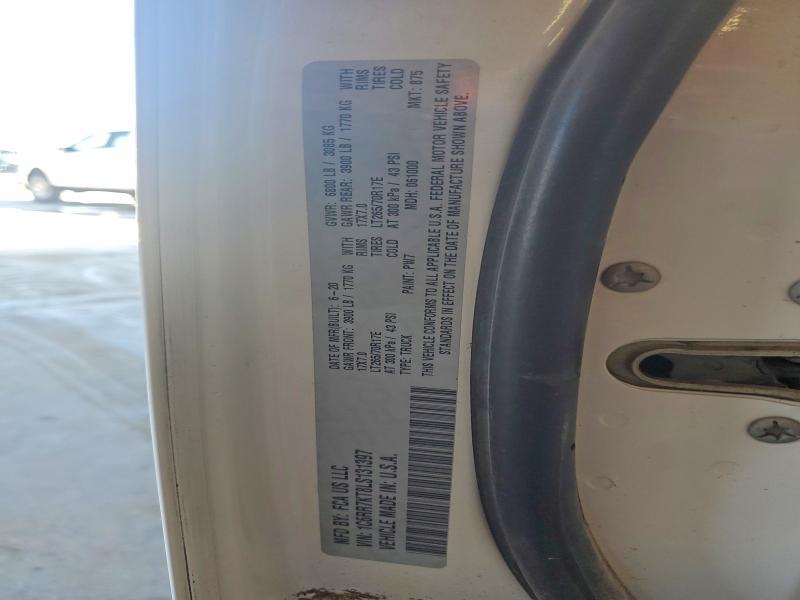 MFD BY: FCA US LLC
DATE OF MFR(BUILT): 6-20
GVWR: 6800 LB / 3085 KG
GAWR FRONT: 3900 LB / 1770 KG WITH
GAWR REAR: 3900 LB / 1770 KG WITH
17X7.0 RIMS
17X7.0 RIMS
LT265/70R17E TIRES
LT265/70R17E TIRES
AT 300 kPa / 43 PSI COLD
AT 300 kPa / 43 PSI COLD
VIN: 1C6RR7KT8LS131397
TYPE: TRUCK
PAINT: PW7
MDH: 061000
MKT: 875
VEHICLE MADE IN: U.S.A.
THIS VEHICLE CONFORMS TO ALL APPLICABLE U.S.A. FEDERAL MOTOR VEHICLE SAFETY
STANDARDS IN EFFECT ON THE DATE OF MANUFACTURE SHOWN ABOVE.